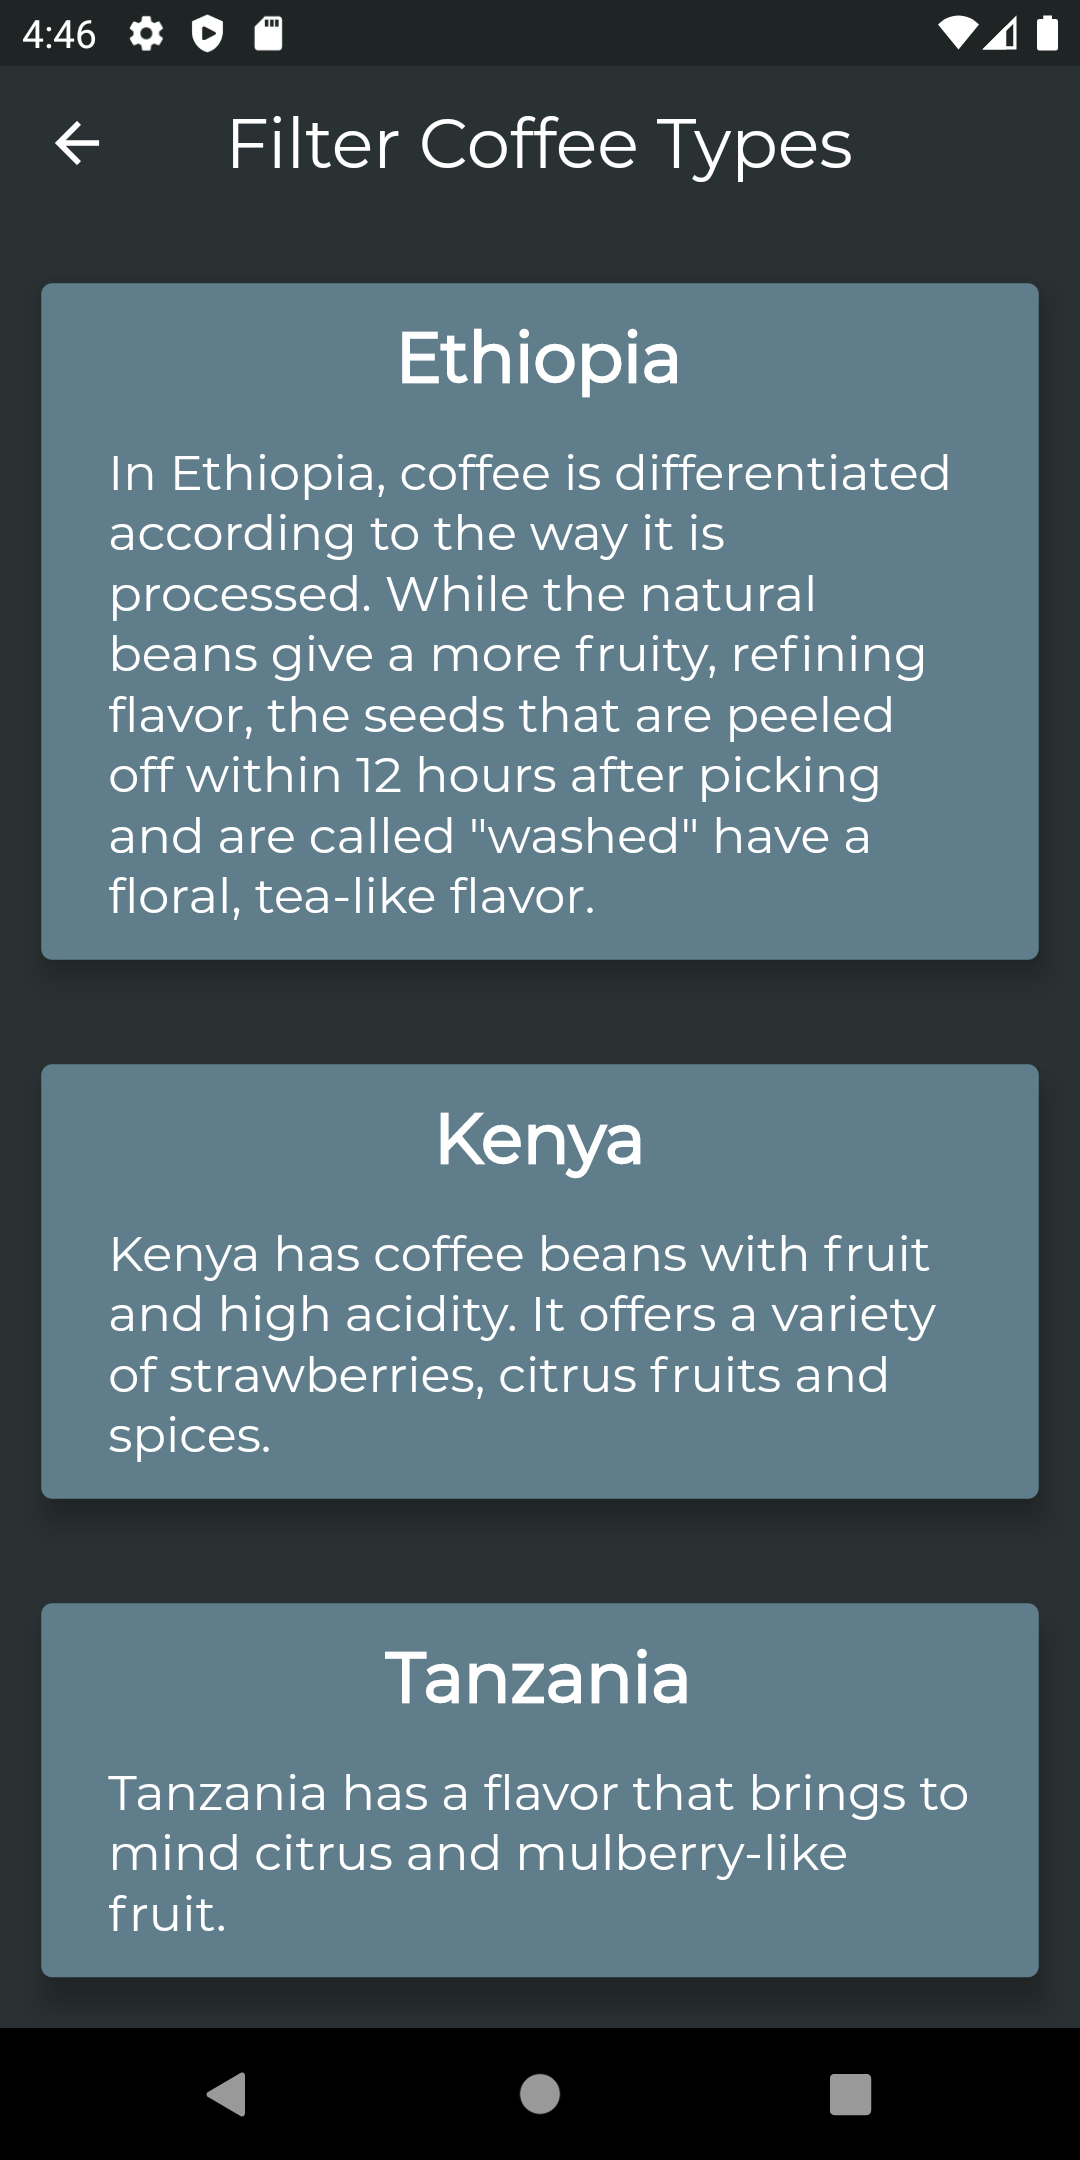 4:46
Filter Coffee Types
Ethiopia
In Ethiopia, coffee is differentiated
according to the way it is
processed. While the natural
beans give a more fruity, refining
flavor, the seeds that are peeled
off within 12 hours after picking
and are called "washed" have a
floral, tea-like flavor.
Kenya
Kenya has coffee beans with fruit
and high acidity. It offers a variety
of strawberries, citrus fruits and
spices.
Tanzania
Tanzania has a flavor that brings to
mind citrus and mulberry-like
fruit.